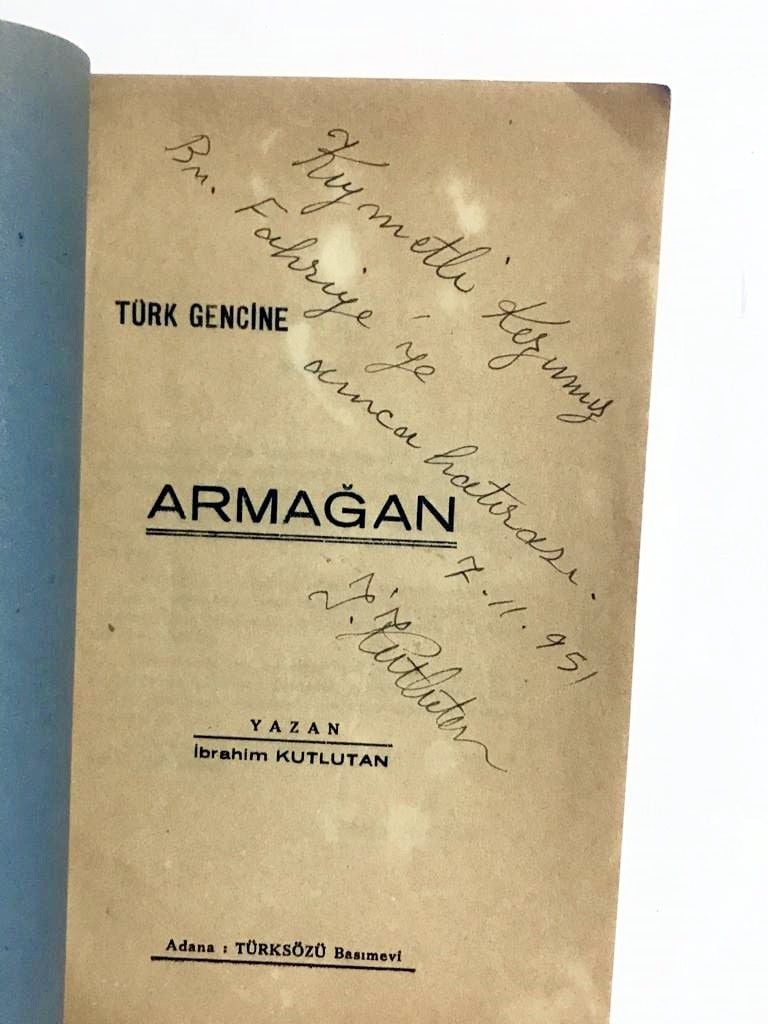 Kıymetli Kızımız
Bn. Fahriye'ye
amca hatırası.
7.11.951
İ. Kutlutan
TÜRK GENCİNE
ARMAĞAN
YAZAN
İbrahim KUTLUTAN
Adana : TÜRKSÖZÜ Basımevi